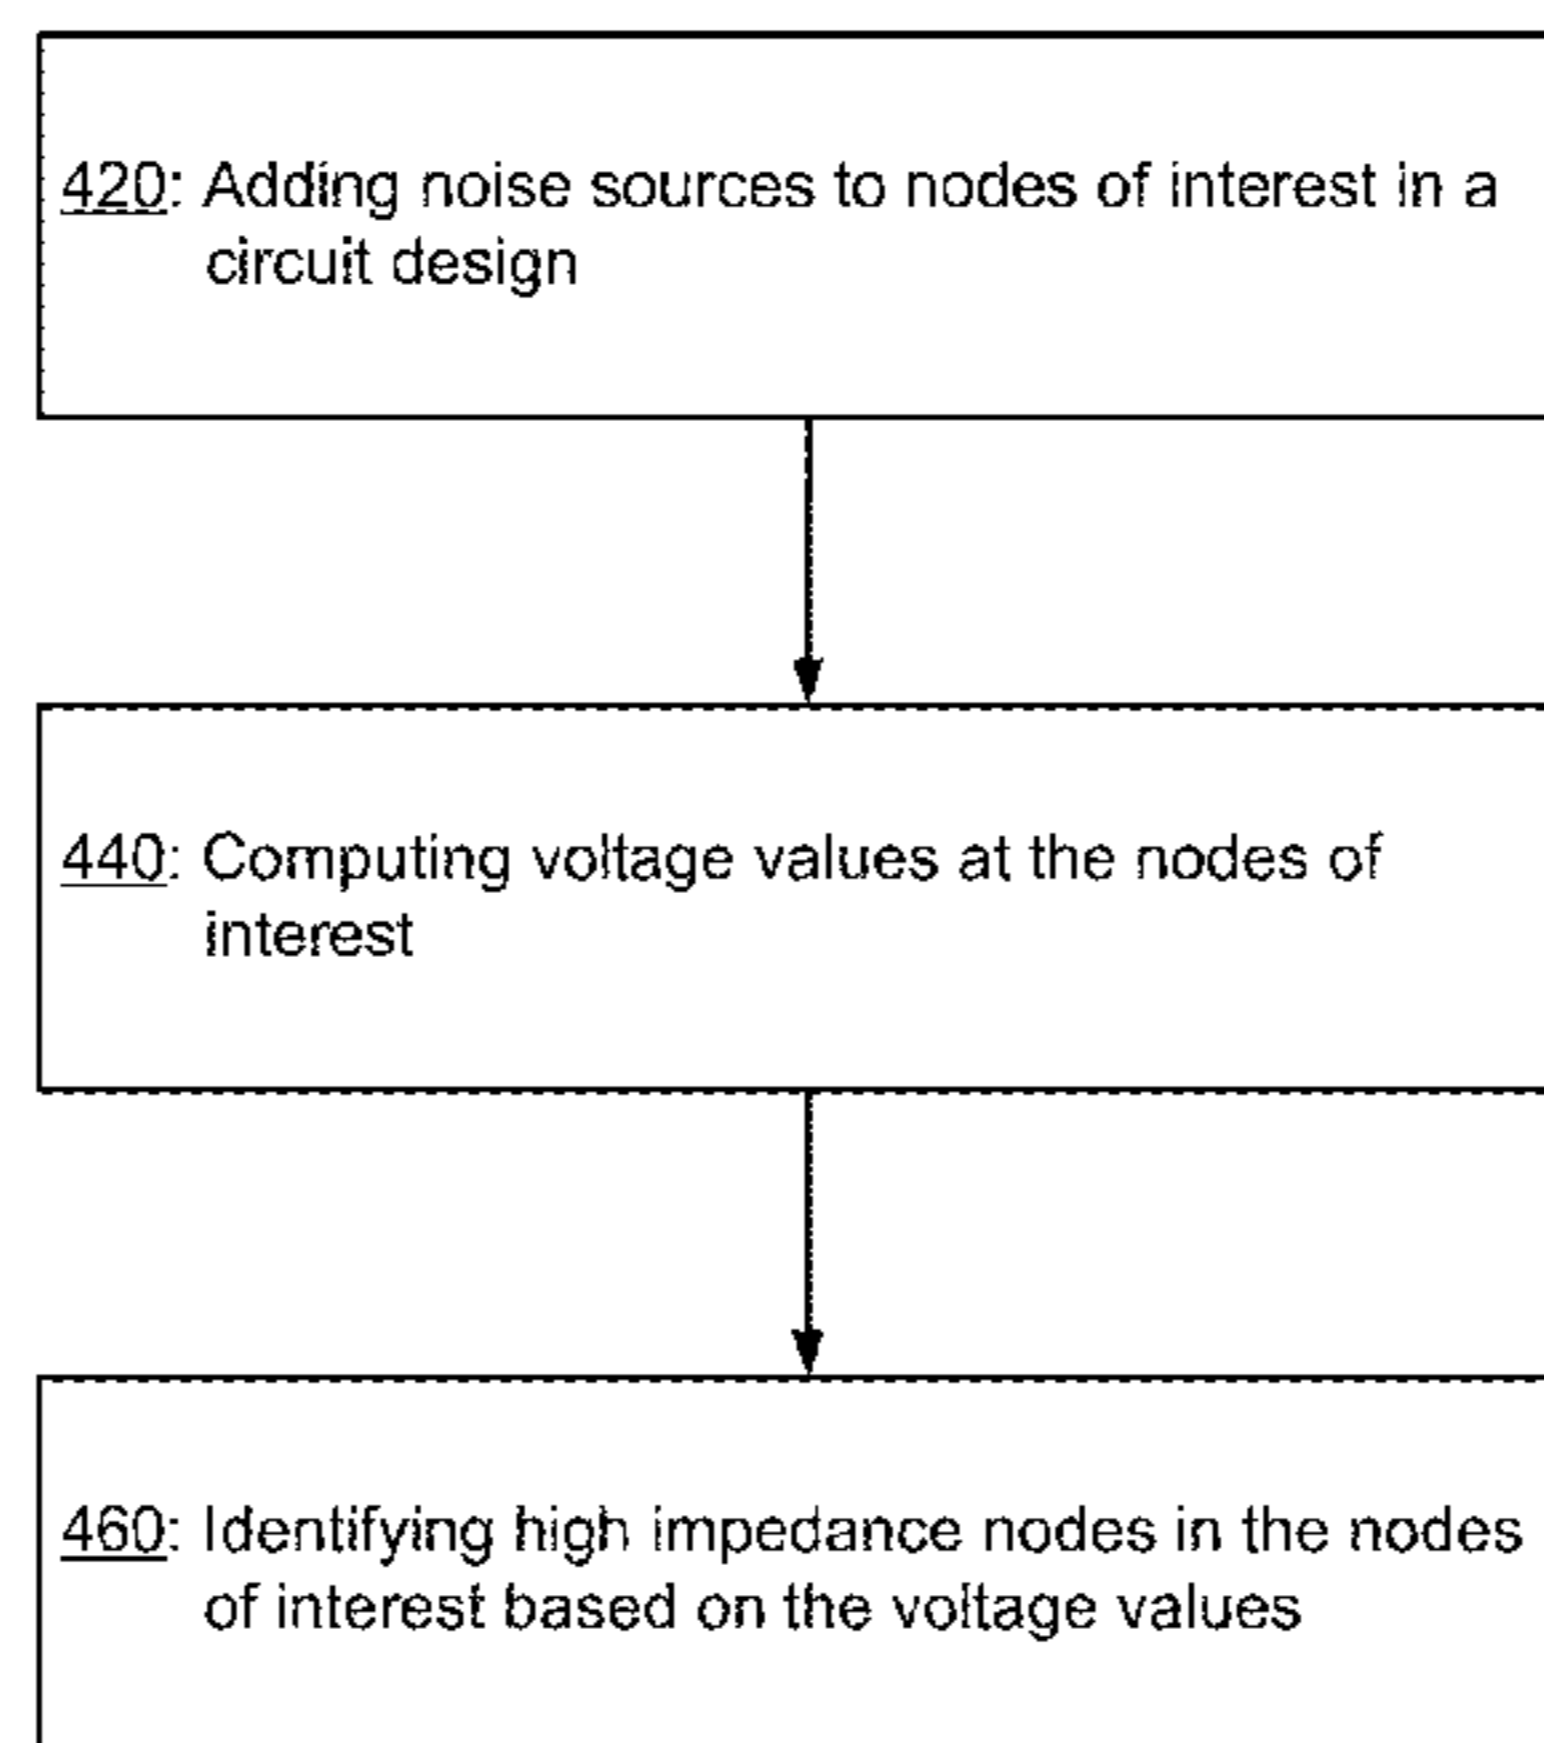 420: Adding noise sources to nodes of interest in a
circuit design
440: Computing voltage values at the nodes of
interest
460: Identifying high impedance nodes in the nodes
of interest based on the voltage values